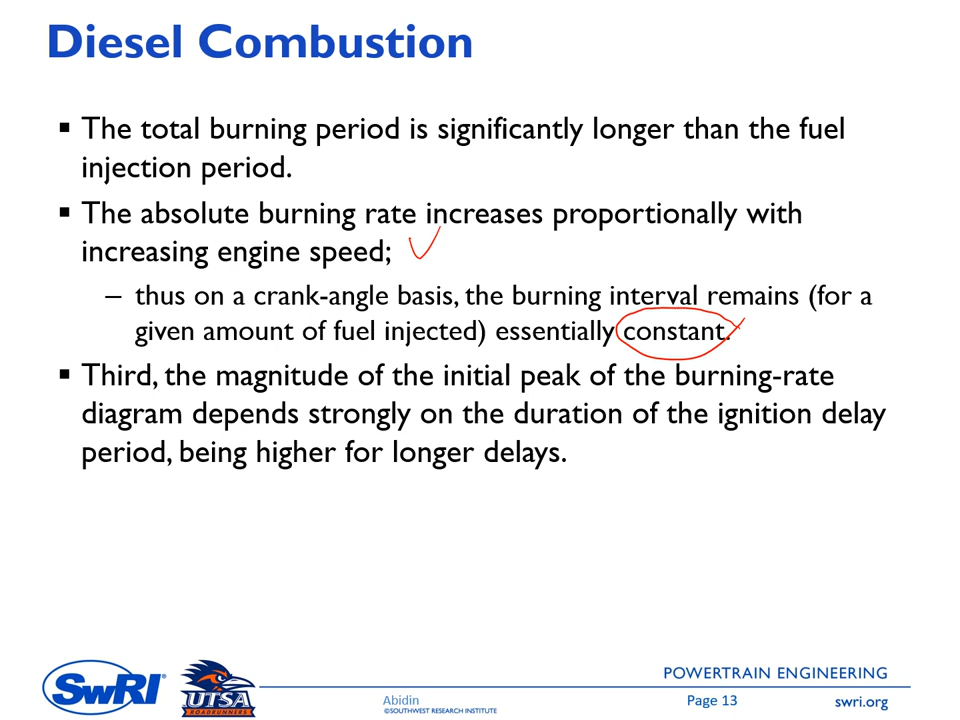 Diesel Combustion
▪ The total burning period is significantly longer than the fuel
injection period.
▪ The absolute burning rate increases proportionally with
increasing engine speed;
– thus on a crank-angle basis, the burning interval remains (for a
given amount of fuel injected) essentially constant.
▪ Third, the magnitude of the initial peak of the burning-rate
diagram depends strongly on the duration of the ignition delay
period, being higher for longer delays.
SwRI®
UTSA
ROADRUNNERS
POWERTRAIN ENGINEERING
Abidin
©SOUTHWEST RESEARCH INSTITUTE
Page 13
swri.org